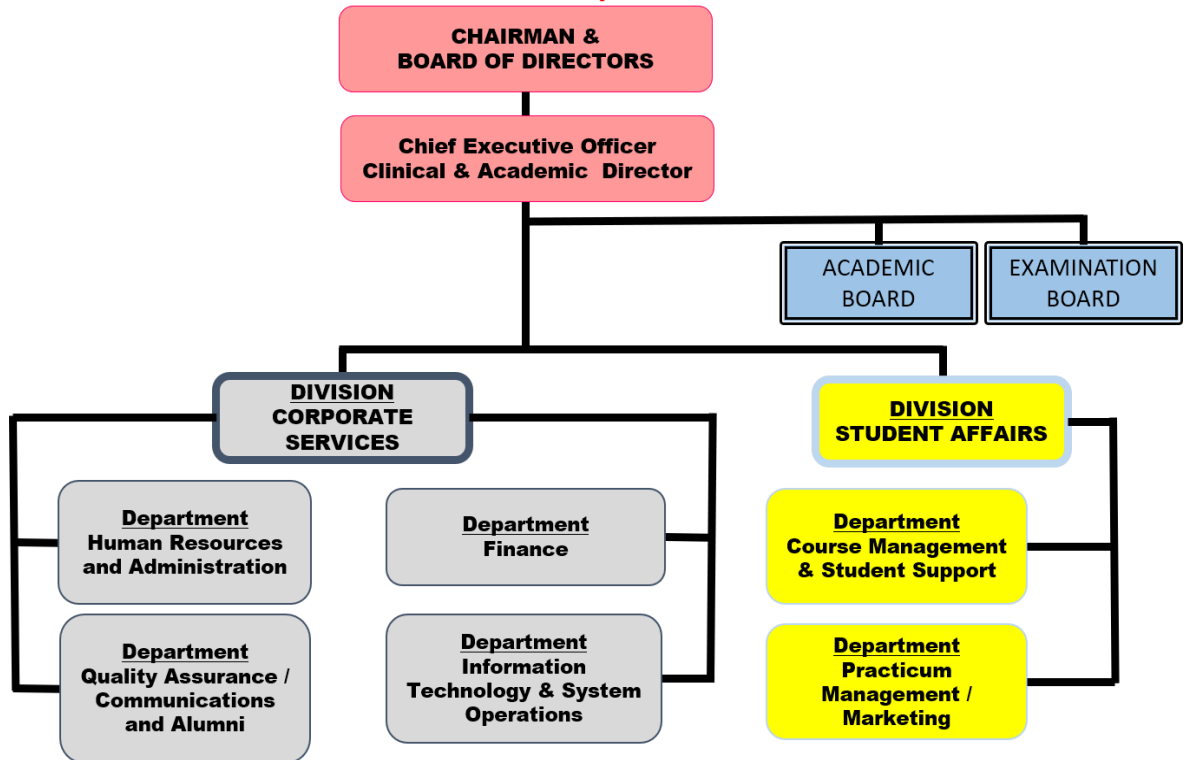 CHAIRMAN &
BOARD OF DIRECTORS
Chief Executive Officer
Clinical & Academic Director
ACADEMIC
BOARD
EXAMINATION
BOARD
DIVISION
CORPORATE
SERVICES
DIVISION
STUDENT AFFAIRS
Department
Human Resources
and Administration
Department
Finance
Department
Course Management
& Student Support
Department
Quality Assurance /
Communications
and Alumni
Department
Information
Technology & System
Operations
Department
Practicum
Management /
Marketing